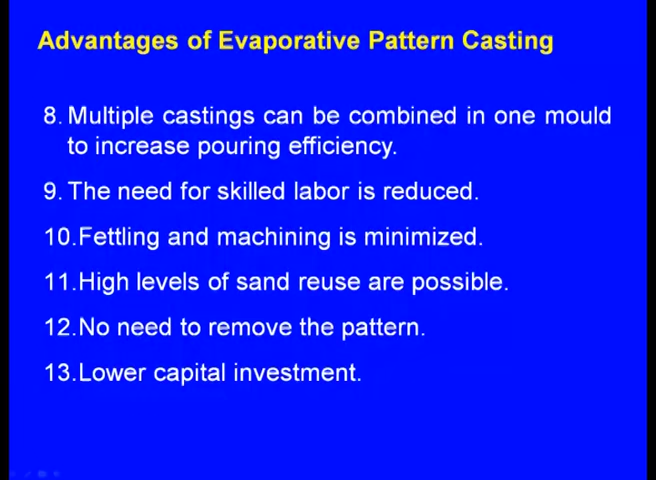 Advantages of Evaporative Pattern Casting
8. Multiple castings can be combined in one mould
to increase pouring efficiency.
9. The need for skilled labor is reduced.
10.Fettling and machining is minimized.
11.High levels of sand reuse are possible.
12.No need to remove the pattern.
13.Lower capital investment.